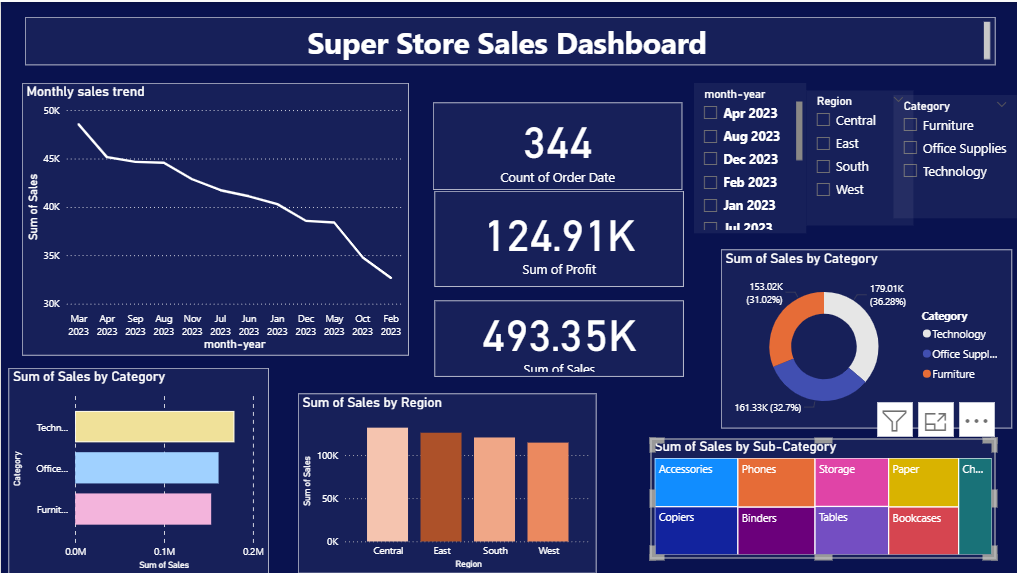 Super Store Sales Dashboard
Monthly sales trend
50K
45K
40K
35K
30K
Sum of Sales
Mar 2023
Apr 2023
Sep 2023
Aug 2023
Nov 2023
Jul 2023
Jun 2023
Jan 2023
Dec 2023
May 2023
Oct 2023
Feb 2023
month-year
344
Count of Order Date
124.91K
Sum of Profit
493.35K
Sum of Sales
month-year
Apr 2023
Aug 2023
Dec 2023
Feb 2023
Jan 2023
Jul 2023
Region
Central
East
South
West
Category
Furniture
Office Supplies
Technology
Sum of Sales by Category
153.02K
(31.02%)
179.01K
(36.28%)
161.33K (32.7%)
Category
Technology
Office Suppl...
Furniture
Sum of Sales by Category
Category
Techn...
Office...
Furnit...
0.0M
0.1M
0.2M
Sum of Sales
Sum of Sales by Region
Sum of Sales
100K
50K
0K
Central
East
South
West
Region
Sum of Sales by Sub-Category
Accessories
Phones
Storage
Paper
Ch...
Copiers
Binders
Tables
Bookcases